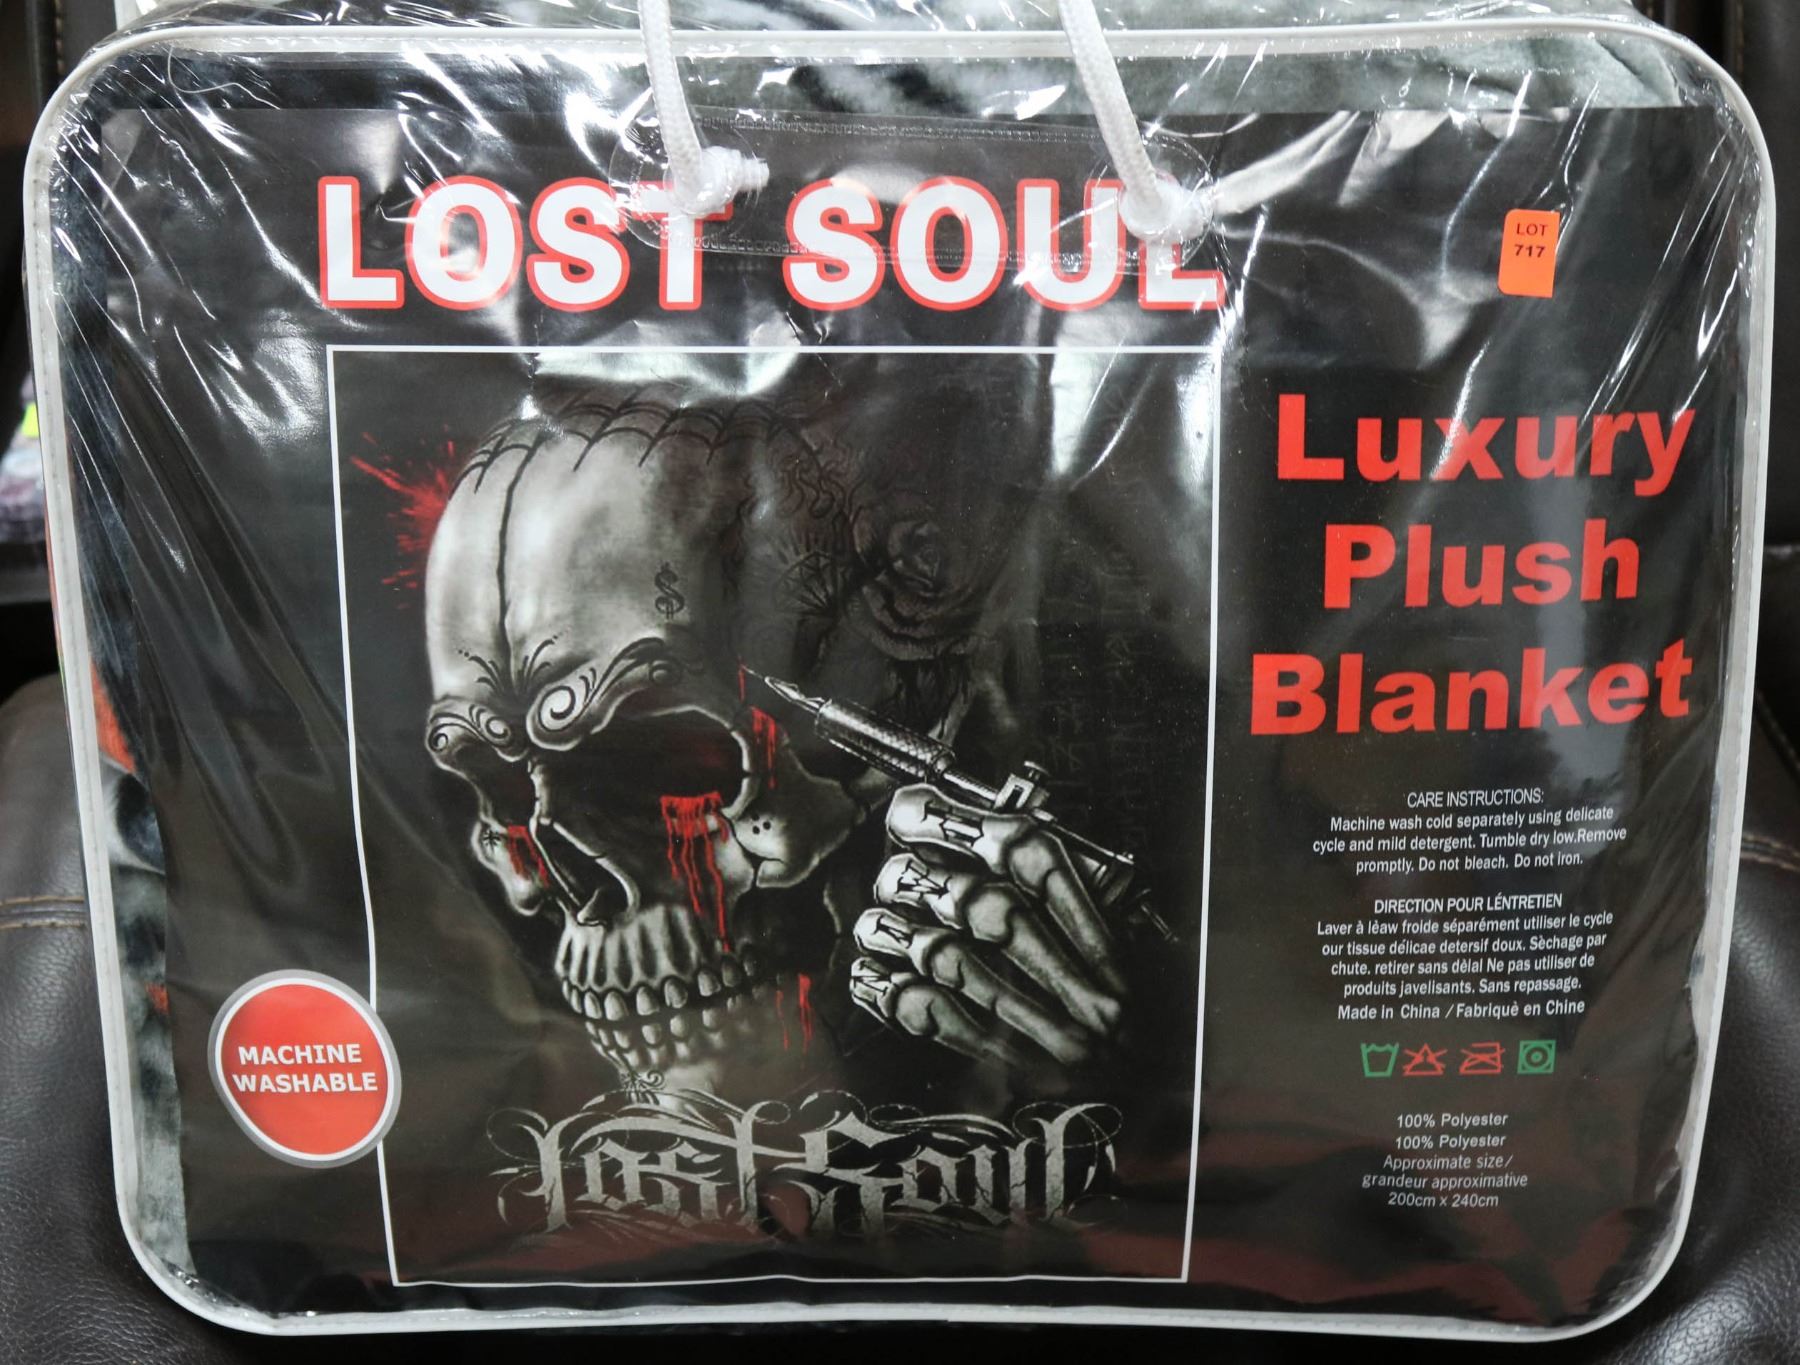 LOST SOUL
LOT
717
Luxury
Plush
Blanket
$
CARE INSTRUCTIONS:
Machine wash cold separately using delicate
cycle and mild detergent. Tumble dry low.Remove
promptly. Do not bleach. Do not iron.
DIRECTION POUR LÉNTRETIEN
Laver à lèaw froide séparément utiliser le cycle
our tissue délicae detersif doux. Sèchage par
chute. retirer sans dèlal Ne pas utiliser de
produits javelisants. Sans repassage.
Made in China / Fabriquè en Chine
MACHINE
WASHABLE
100% Polyester
100% Polyester
Approximate size/
grandeur approximative
200cm x 240cm
Lost Soul